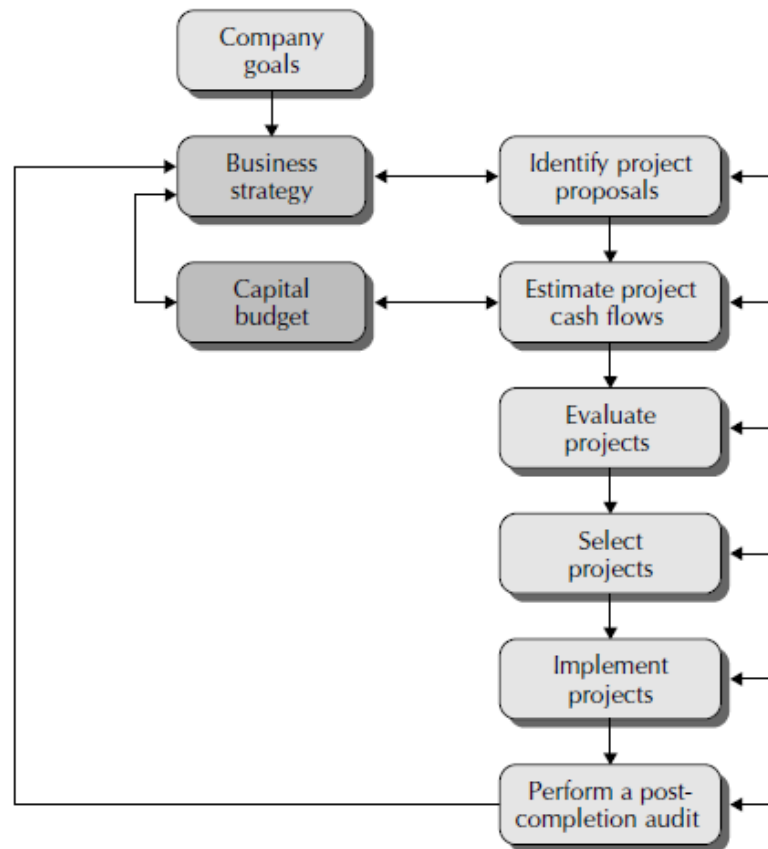 Company
goals
Business
strategy
Identify project
proposals
Capital
budget
Estimate project
cash flows
Evaluate
projects
Select
projects
Implement
projects
Perform a post-
completion audit